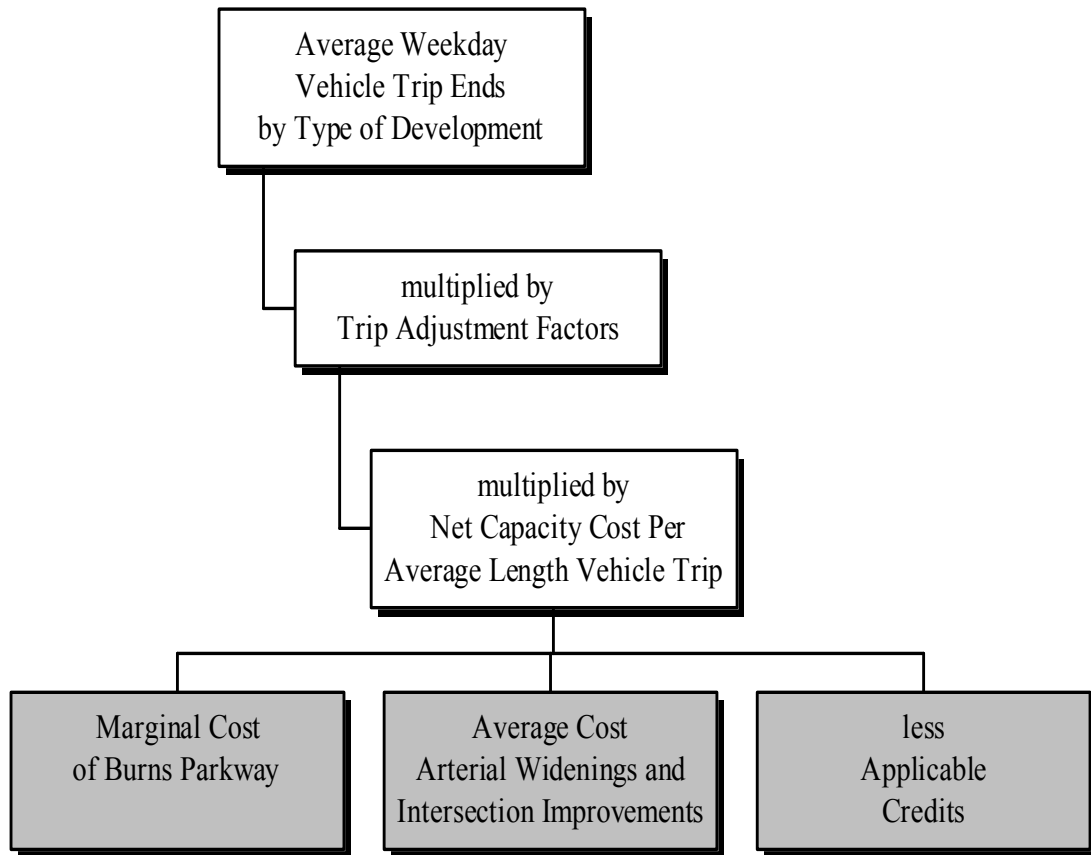 Average Weekday
Vehicle Trip Ends
by Type of Development
multiplied by
Trip Adjustment Factors
multiplied by
Net Capacity Cost Per
Average Length Vehicle Trip
Marginal Cost
of Burns Parkway
Average Cost
Arterial Widenings and
Intersection Improvements
less
Applicable
Credits